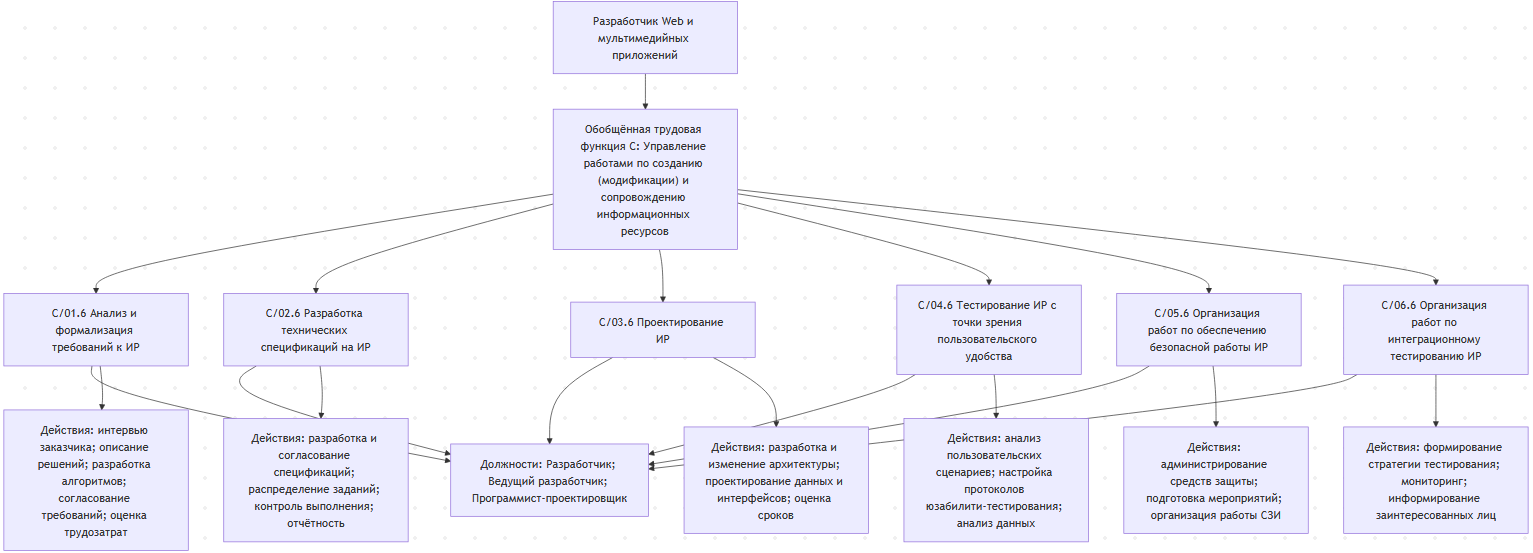 Разработчик Web и
мультимедийных
приложений
Обобщённая трудовая
функция C: Управление
работами по созданию
(модификации) и
сопровождению
информационных
ресурсов
C/01.6 Анализ и
формализация
требований к ИР
C/02.6 Разработка
технических
спецификаций на ИР
C/03.6 Проектирование
ИР
C/04.6 Тестирование ИР с
точки зрения
пользовательского
удобства
C/05.6 Организация
работ по обеспечению
безопасной работы ИР
C/06.6 Организация
работ по
интеграционному
тестированию ИР
Действия: интервью
заказчика; описание
решений; разработка
алгоритмов;
согласование
требований; оценка
трудозатрат
Действия: разработка и
согласование
спецификаций;
распределение заданий;
контроль выполнения;
отчётность
Должности: Разработчик;
Ведущий разработчик;
Программист-проектировщик
Действия: разработка и
изменение архитектуры;
проектирование данных и
интерфейсов; оценка
сроков
Действия: анализ
пользовательских
сценариев; настройка
протоколов
юзабилити-тестирования;
анализ данных
Действия:
администрирование
средств защиты;
подготовка мероприятий;
организация работы СЗИ
Действия: формирование
стратегии тестирования;
мониторинг;
информирование
заинтересованных лиц